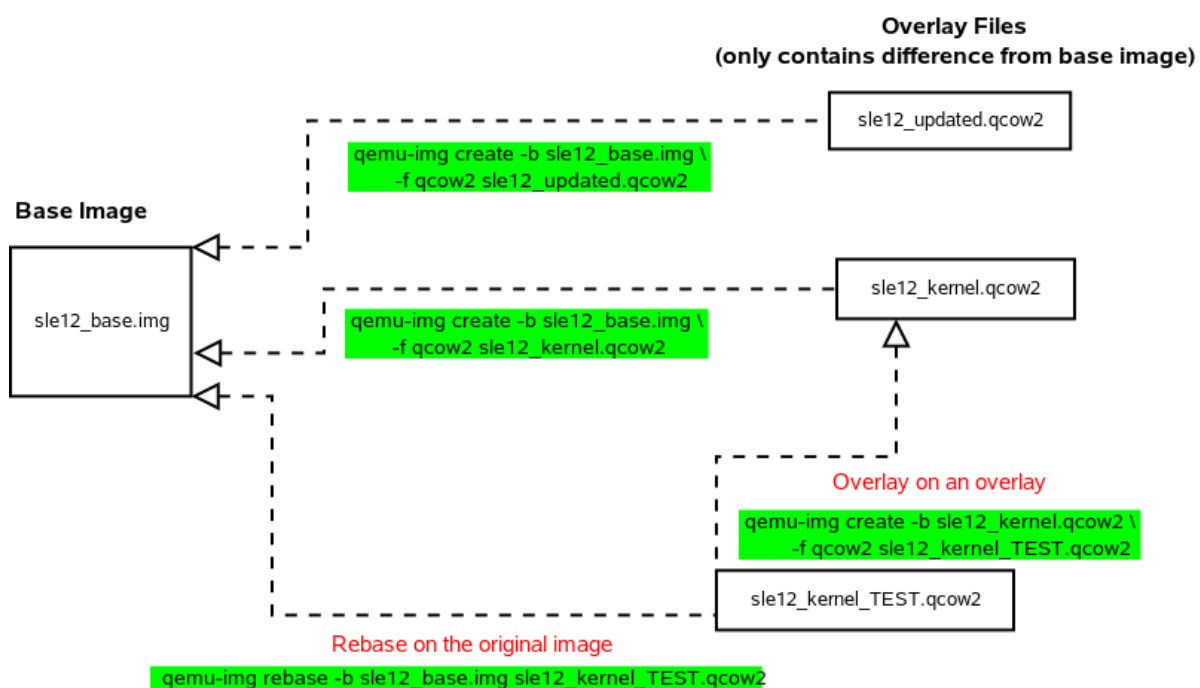 Overlay Files
(only contains difference from base image)
sle12_updated.qcow2
qemu-img create -b sle12_base.img \
-f qcow2 sle12_updated.qcow2
Base Image
sle12_base.img
sle12_kernel.qcow2
qemu-img create -b sle12_base.img \
-f qcow2 sle12_kernel.qcow2
Overlay on an overlay
qemu-img create -b sle12_kernel.qcow2 \
-f qcow2 sle12_kernel_TEST.qcow2
sle12_kernel_TEST.qcow2
Rebase on the original image
qemu-img rebase -b sle12_base.img sle12_kernel_TEST.qcow2